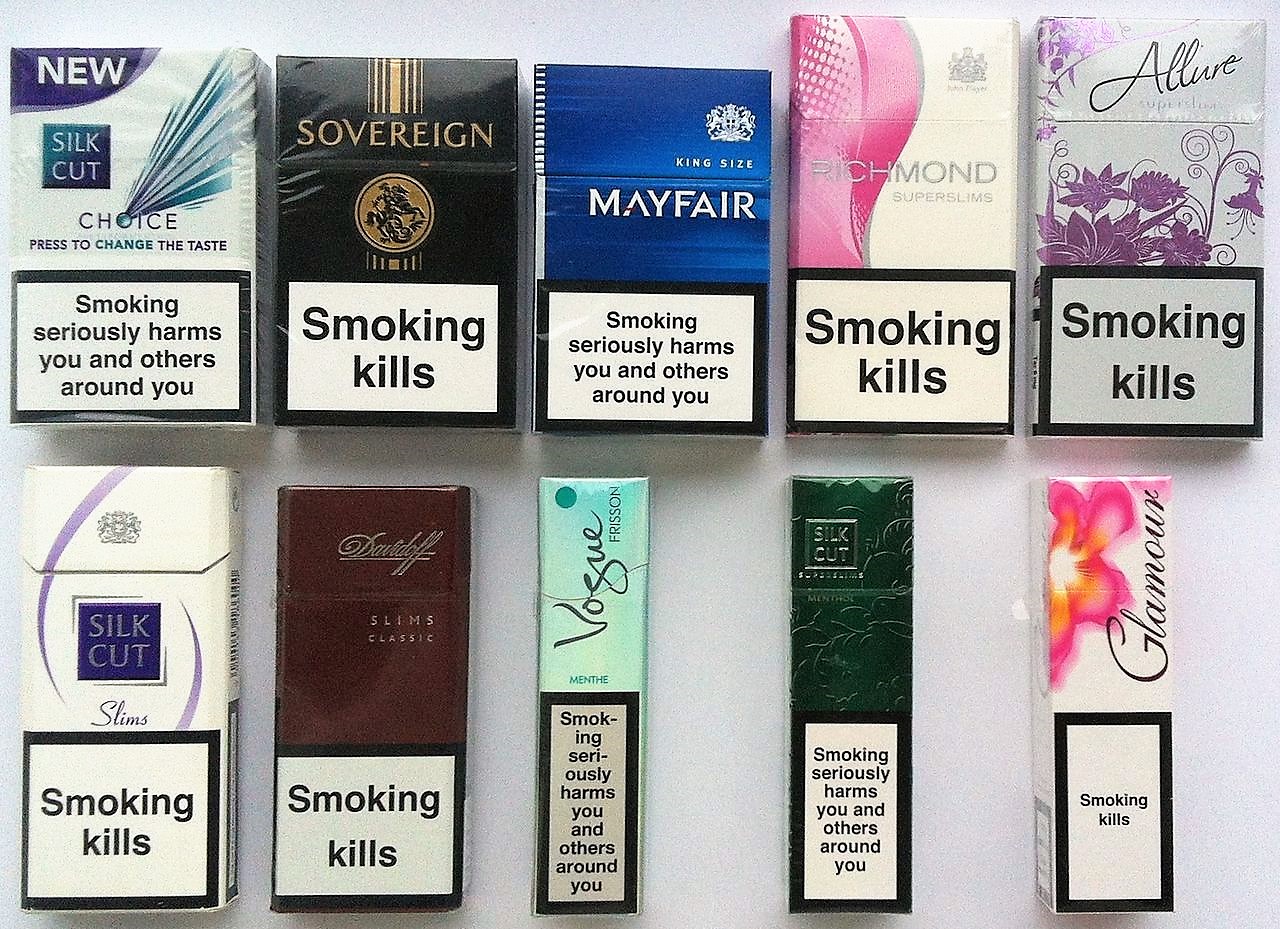 NEW
SILK
CUT
CHOICE
PRESS TO CHANGE THE TASTE
Smoking
seriously harms
you and others
around you
SOVEREIGN
Smoking
kills
KING SIZE
MAYFAIR
Smoking
seriously harms
you and others
around you
John Player
RICHMOND
SUPERSLIMS
Smoking
kills
Allure
superslims
Smoking
kills
SILK
CUT
Slims
Smoking
kills
Davidoff
SLIMS
CLASSIC
Smoking
kills
Vogue
FRISSON
MENTHE
Smok-
ing
seri-
ously
harms
you
and
others
around
you
SILK
CUT
SUPERSLIMS
MENTHOL
Smoking
seriously
harms
you and
others
around
you
Glamour
Smoking
kills